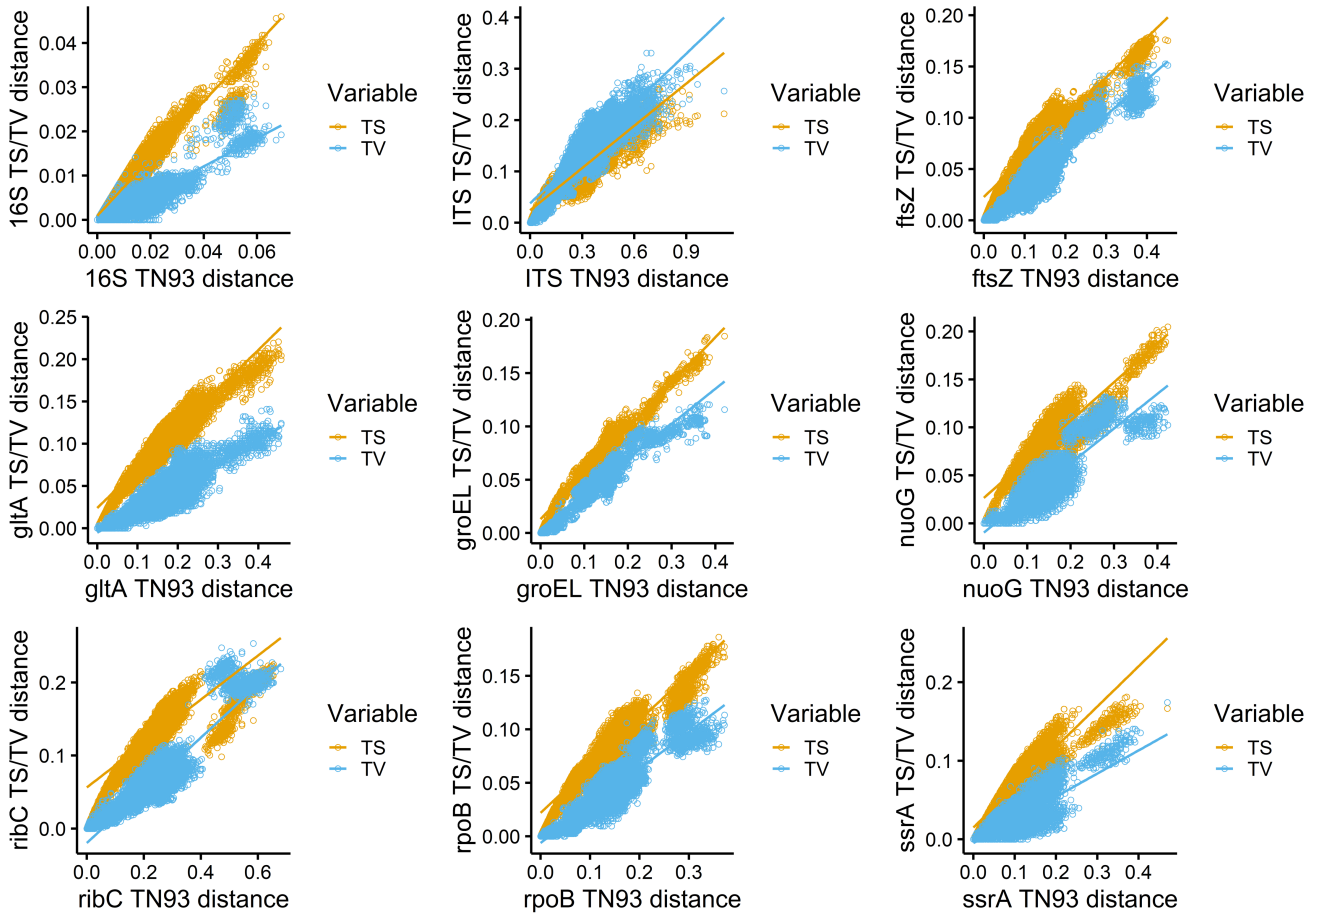 16S TS/TV distance
0.04
0.03
0.02
0.01
0.00
0.00 0.02 0.04 0.06
16S TN93 distance
Variable
TS
TV
ITS TS/TV distance
0.4
0.3
0.2
0.1
0.0
0.0 0.3 0.6 0.9
ITS TN93 distance
Variable
TS
TV
ftsZ TS/TV distance
0.20
0.15
0.10
0.05
0.00
0.0 0.1 0.2 0.3 0.4
ftsZ TN93 distance
Variable
TS
TV
gltA TS/TV distance
0.25
0.20
0.15
0.10
0.05
0.00
0.0 0.1 0.2 0.3 0.4
gltA TN93 distance
Variable
TS
TV
groEL TS/TV distance
0.20
0.15
0.10
0.05
0.00
0.0 0.1 0.2 0.3 0.4
groEL TN93 distance
Variable
TS
TV
nuoG TS/TV distance
0.20
0.15
0.10
0.05
0.00
0.0 0.1 0.2 0.3 0.4
nuoG TN93 distance
Variable
TS
TV
ribC TS/TV distance
0.2
0.1
0.0
0.0 0.2 0.4 0.6
ribC TN93 distance
Variable
TS
TV
rpoB TS/TV distance
0.15
0.10
0.05
0.00
0.0 0.1 0.2 0.3
rpoB TN93 distance
Variable
TS
TV
ssrA TS/TV distance
0.2
0.1
0.0
0.0 0.1 0.2 0.3 0.4
ssrA TN93 distance
Variable
TS
TV